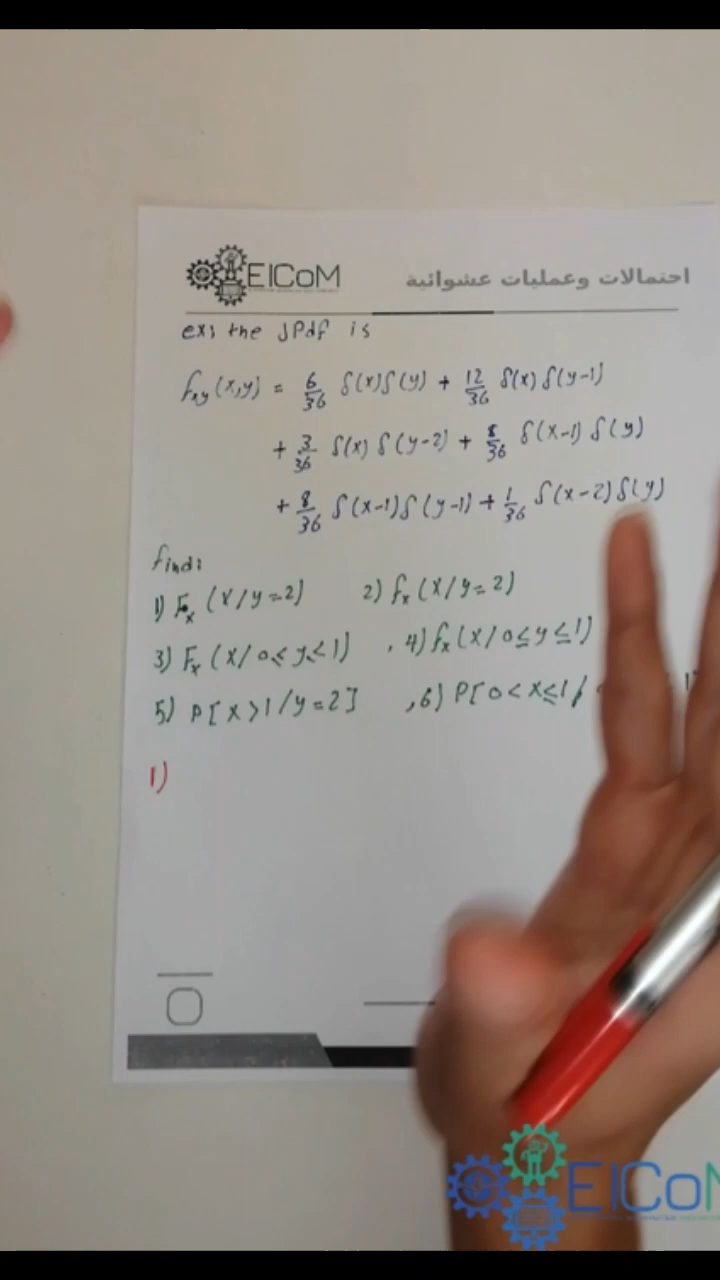 EICoM
احتمالات وعمليات عشوائية
ex: the JPdf is
fxy(x,y) = 6/36 δ(x)δ(y) + 12/36 δ(x) δ(y-1)
+ 3/36 δ(x) δ(y-2) + 8/36 δ(x-1) δ(y)
+ 8/36 δ(x-1)δ(y-1) + 1/36 δ(x-2)δ(y)
find:
1) Fx (X/y=2) 2) fx (X/y=2)
3) Fx (X/0≤y≤1) , 4) fx (X/0≤y≤1)
5) P[X>1/y=2] ,6) P[0<X≤1/
1)
EICoM